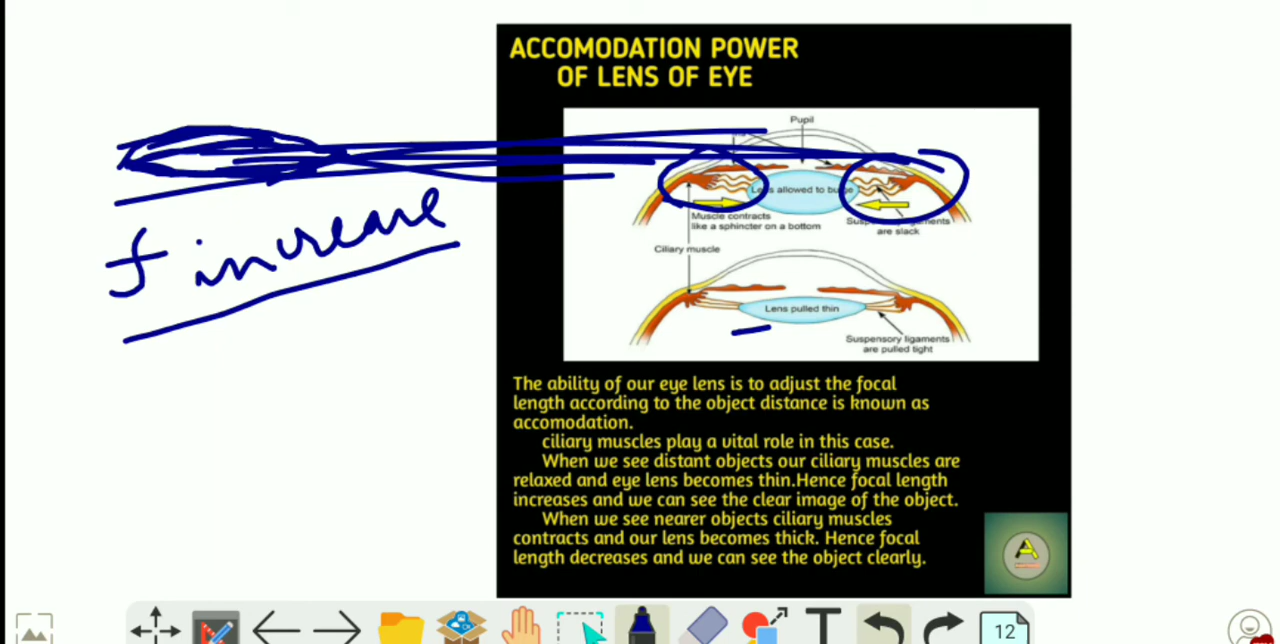 ACCOMODATION POWER
OF LENS OF EYE
Pupil
Lens allowed to bulge
Muscle contracts
like a sphincter on a bottom
are slack
Ciliary muscle
f increase
Lens pulled thin
Suspensory ligaments
are pulled tight
The ability of our eye lens is to adjust the focal
length according to the object distance is known as
accomodation.
ciliary muscles play a vital role in this case.
When we see distant objects our ciliary muscles are
relaxed and eye lens becomes thin.Hence focal length
increases and we can see the clear image of the object.
When we see nearer objects ciliary muscles
contracts and our lens becomes thick. Hence focal
length decreases and we can see the object clearly.
A
T
12